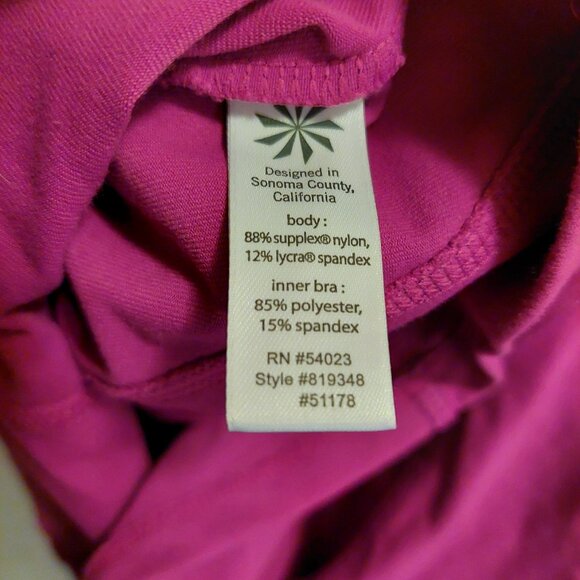 Designed in
Sonoma County,
California
body :
88% supplex® nylon,
12% lycra® spandex
inner bra :
85% polyester,
15% spandex
RN #54023
Style #819348
#51178